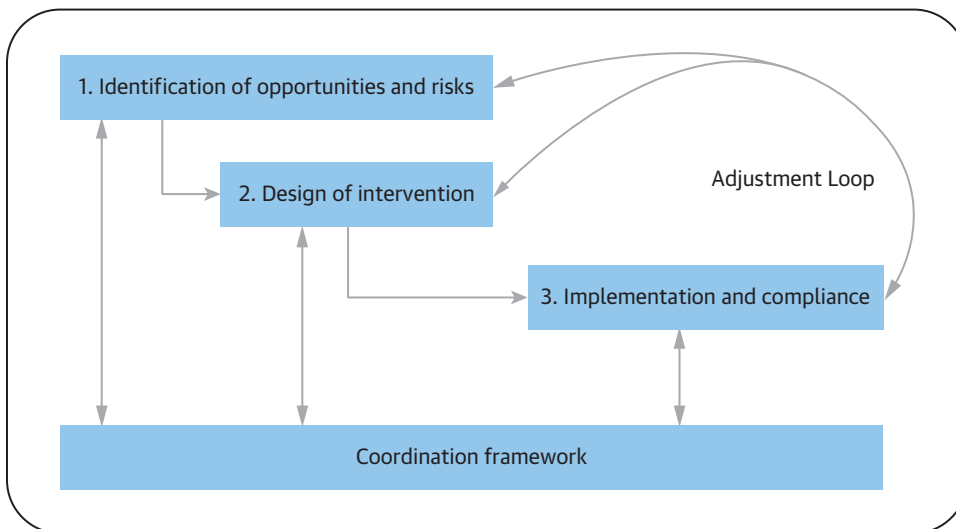 1. Identification of opportunities and risks
2. Design of intervention
Adjustment Loop
3. Implementation and compliance
Coordination framework